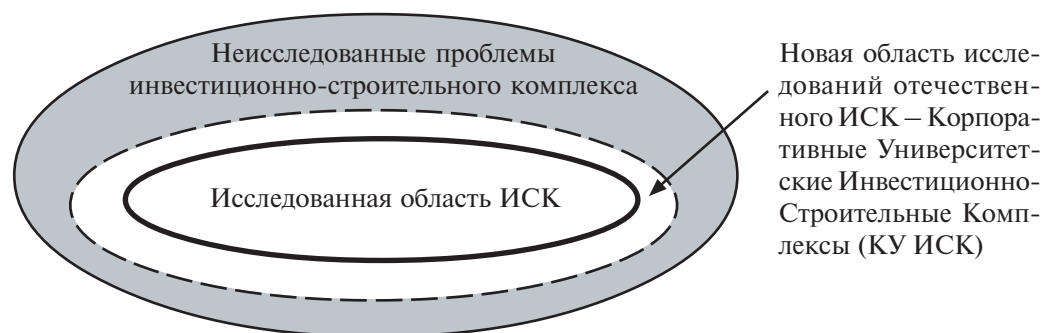 Неисследованные проблемы
инвестиционно-строительного комплекса
Исследованная область ИСК
Новая область иссле-
дований отечествен-
ного ИСК – Корпора-
тивные Университет-
ские Инвестиционно-
Строительные Комп-
лексы (КУ ИСК)